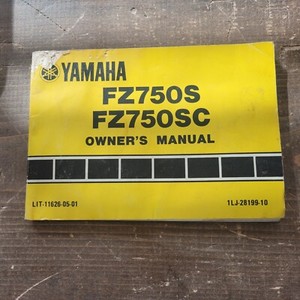 YAMAHA
FZ750S
FZ750SC
OWNER'S MANUAL
LIT-11626-05-01 1LJ-28199-10